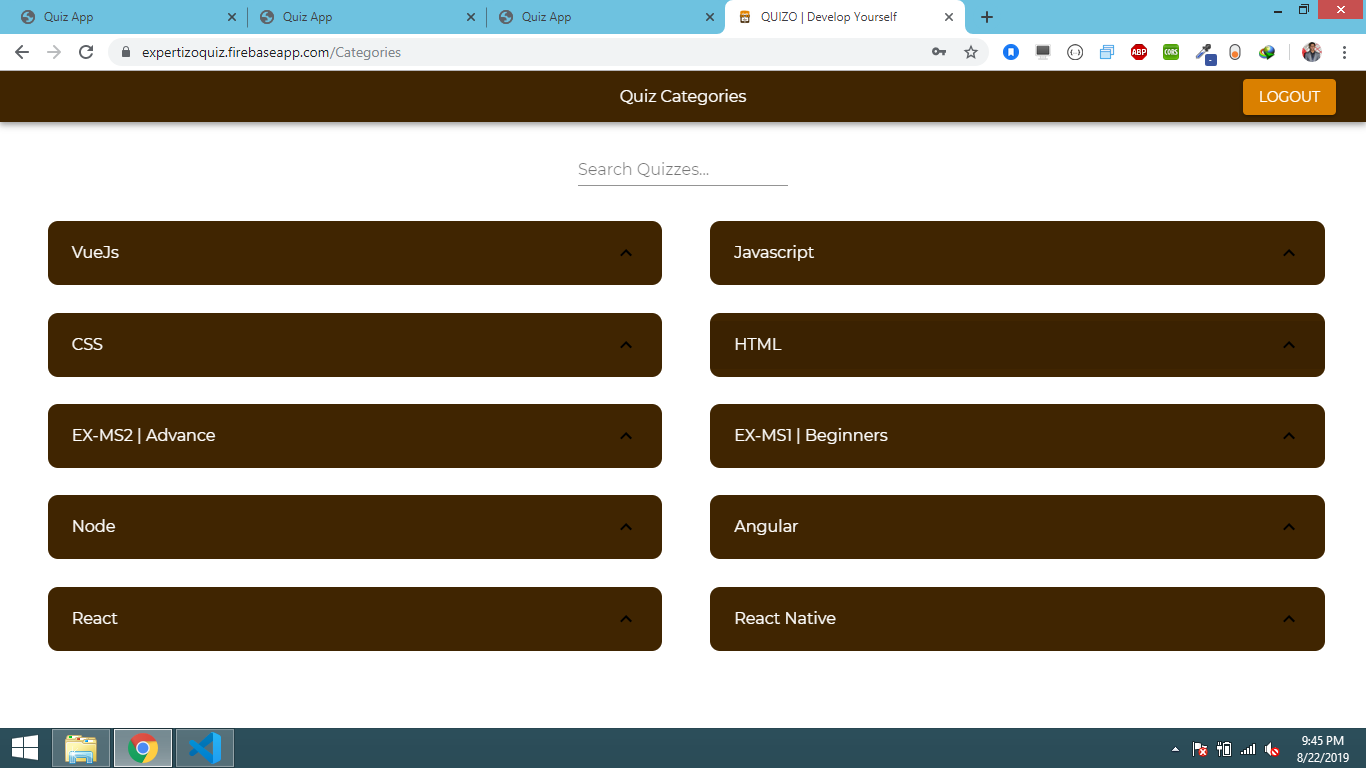 Quiz App Quiz App Quiz App QUIZO | Develop Yourself
expertizoquiz.firebaseapp.com/Categories ABP CORS
Quiz Categories LOGOUT
Search Quizzes...
VueJs Javascript
CSS HTML
EX-MS2 | Advance EX-MS1 | Beginners
Node Angular
React React Native
9:45 PM
8/22/2019